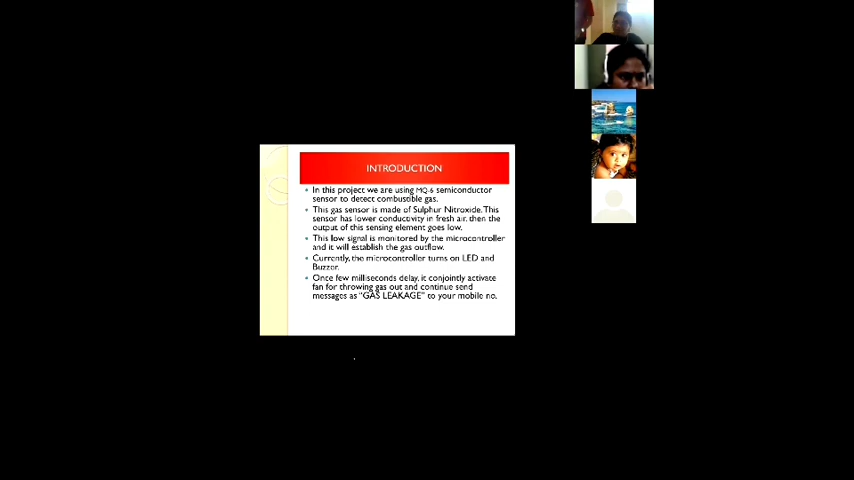 INTRODUCTION
• In this project we are using MQ-6 semiconductor
sensor to detect combustible gas.
• This gas sensor is made of Sulphur Nitroxide. This
sensor has lower conductivity in fresh air. then the
output of this sensing element goes low.
• This low signal is monitored by the microcontroller
and it will establish the gas outflow.
• Currently, the microcontroller turns on LED and
Buzzer.
• Once few milliseconds delay, it conjointly activate
fan for throwing gas out and continue send
messages as "GAS LEAKAGE" to your mobile no.